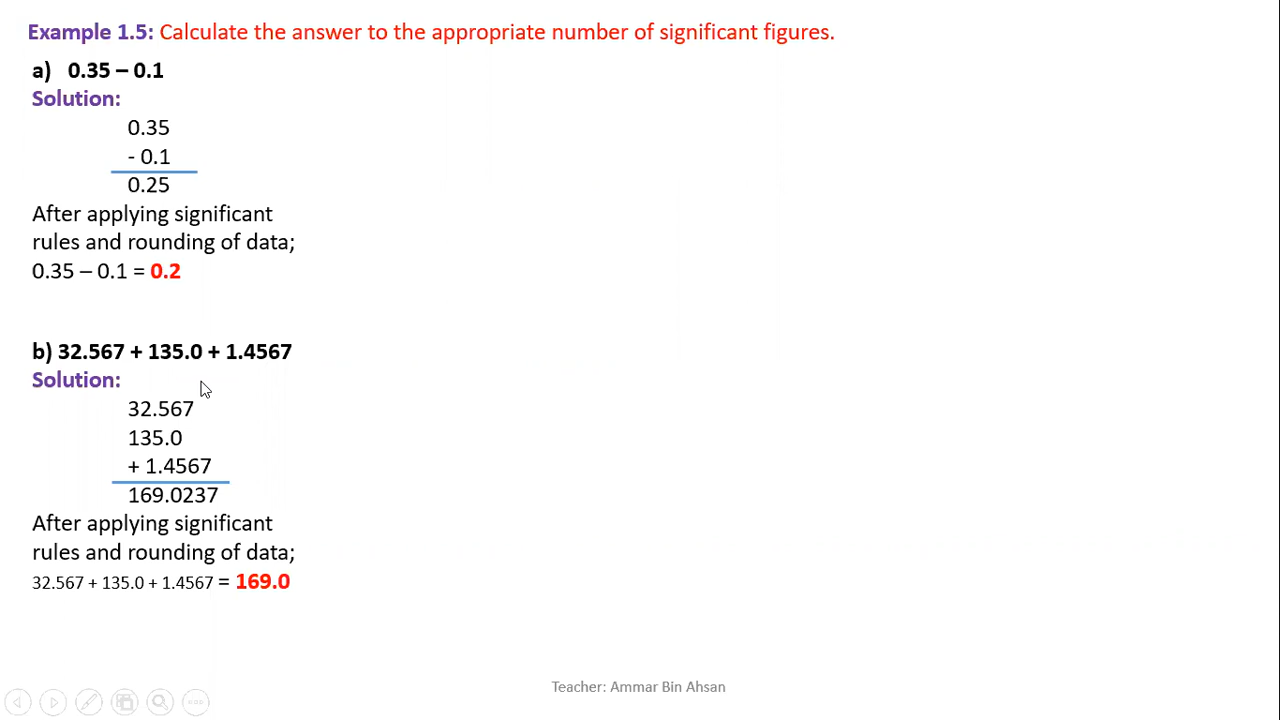 Example 1.5: Calculate the answer to the appropriate number of significant figures.
a) 0.35 – 0.1
Solution:
0.35
- 0.1
0.25
After applying significant
rules and rounding of data;
0.35 – 0.1 = 0.2
b) 32.567 + 135.0 + 1.4567
Solution:
32.567
135.0
+ 1.4567
169.0237
After applying significant
rules and rounding of data;
32.567 + 135.0 + 1.4567 = 169.0
Teacher: Ammar Bin Ahsan